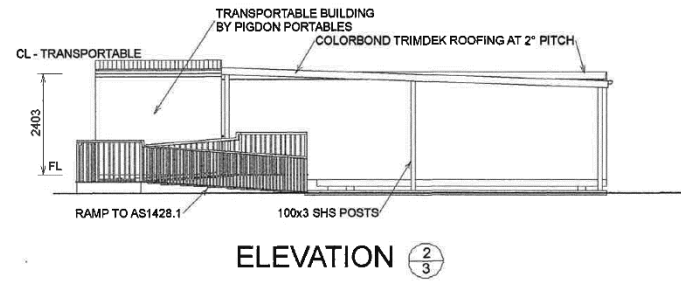 TRANSPORTABLE BUILDING
BY PIGDON PORTABLES
COLORBOND TRIMDEK ROOFING AT 2° PITCH
CL - TRANSPORTABLE
2403
FL
RAMP TO AS1428.1
100x3 SHS POSTS
ELEVATION 2
3